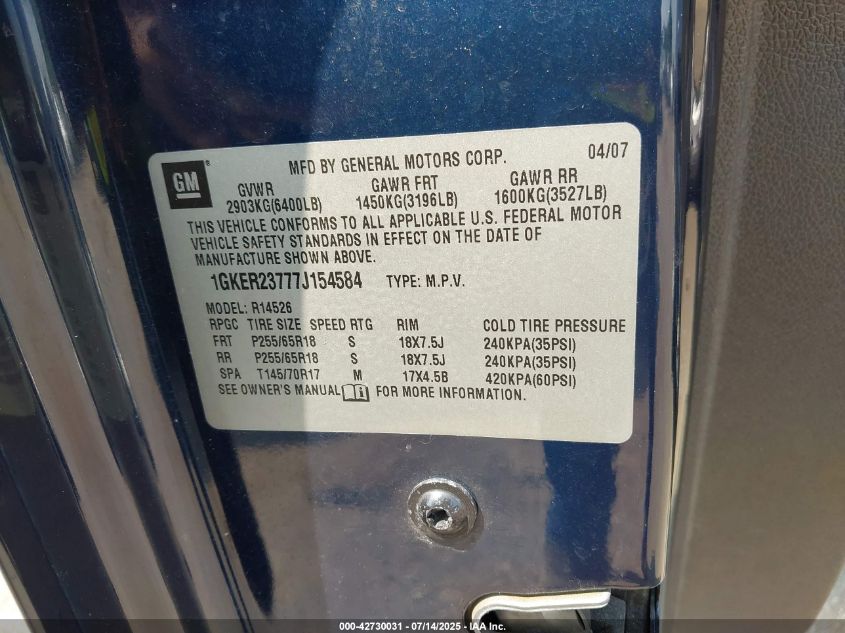 GM
MFD BY GENERAL MOTORS CORP. 04/07
GVWR GAWR FRT GAWR RR
2903KG(6400LB) 1450KG(3196LB) 1600KG(3527LB)
THIS VEHICLE CONFORMS TO ALL APPLICABLE U.S. FEDERAL MOTOR
VEHICLE SAFETY STANDARDS IN EFFECT ON THE DATE OF
MANUFACTURE SHOWN ABOVE.
1GKER23777J154584 TYPE: M.P.V.
MODEL: R14526
RPGC TIRE SIZE SPEED RTG RIM COLD TIRE PRESSURE
FRT P255/65R18 S 18X7.5J 240KPA(35PSI)
RR P255/65R18 S 18X7.5J 240KPA(35PSI)
SPA T145/70R17 M 17X4.5B 420KPA(60PSI)
SEE OWNER'S MANUAL FOR MORE INFORMATION.
000-42730031 - 07/14/2025 - IAA Inc.